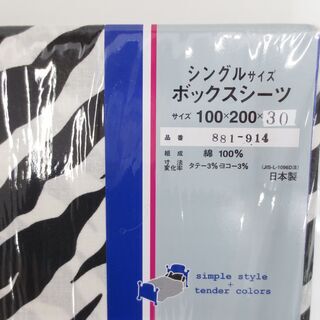 シングルサイズ
ボックスシーツ
サイズ 100×200×30
品番 881-914
組成 綿 100%
寸法変化率 タテー3% ヨコー3% (JIS-L-1096D法)
日本製
simple style
+
tender colors